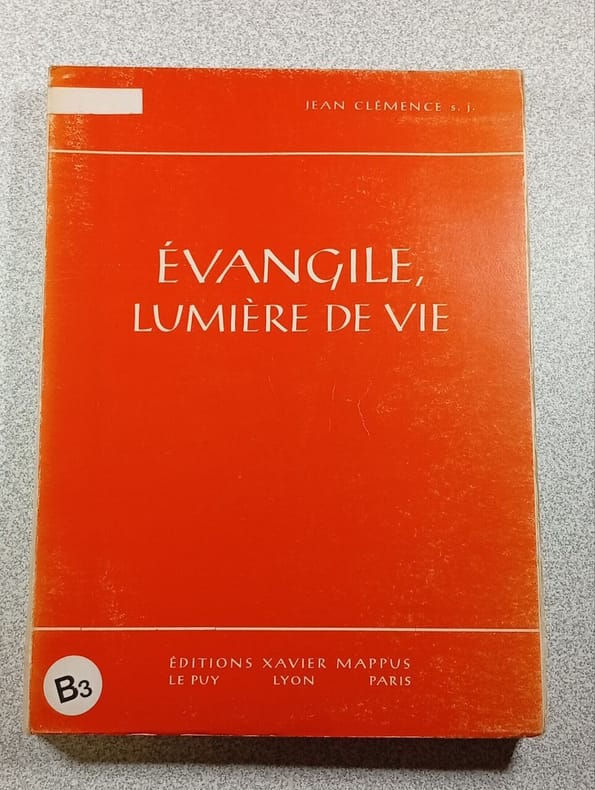 JEAN CLÉMENCE s. j.
ÉVANGILE,
LUMIÈRE DE VIE
ÉDITIONS XAVIER MAPPUS
LE PUY LYON PARIS
B3